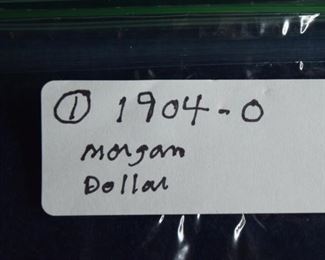 ① 1904-O
Morgan
Dollar